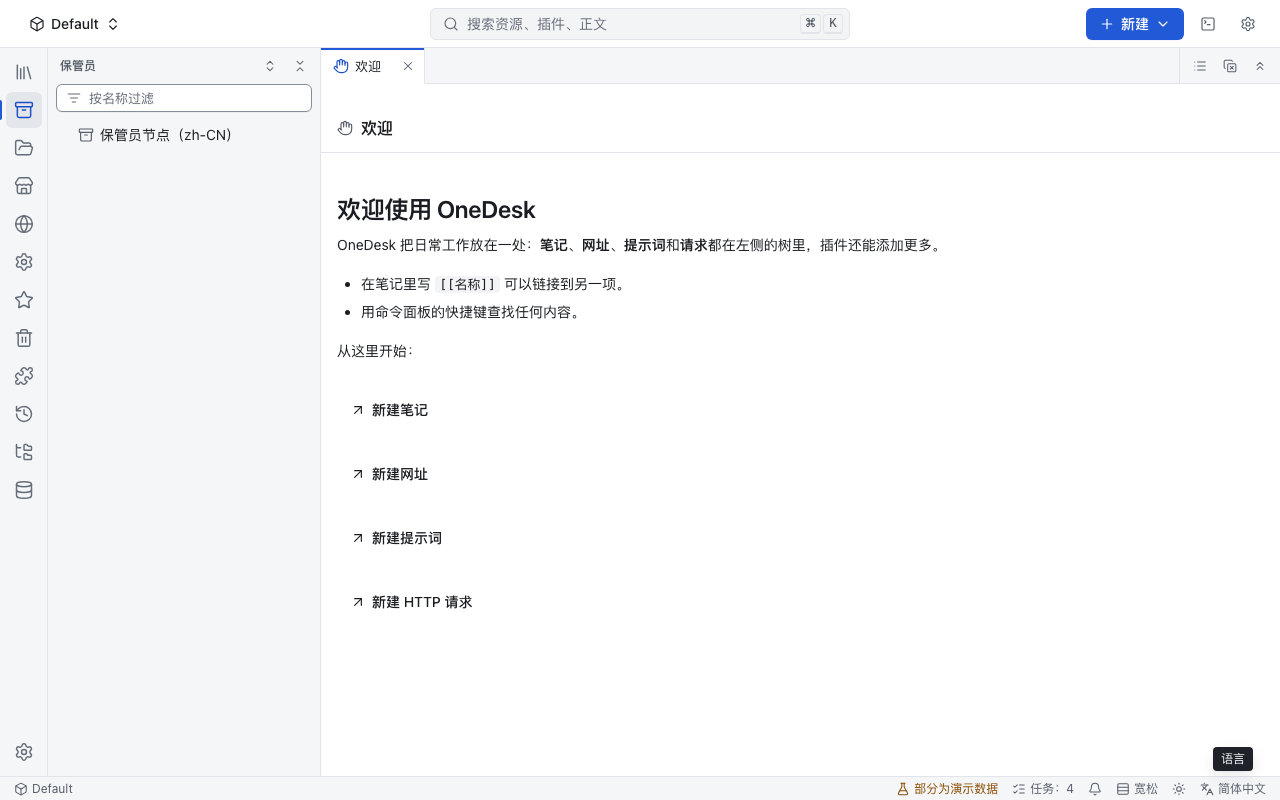 Default
搜索资源、插件、正文
⌘ K
新建
保管员
按名称过滤
保管员节点（zh-CN）
欢迎
欢迎
欢迎使用 OneDesk
OneDesk 把日常工作放在一处：笔记、网址、提示词和请求都在左侧的树里，插件还能添加更多。
在笔记里写 [[名称]] 可以链接到另一项。
用命令面板的快捷键查找任何内容。
从这里开始：
新建笔记
新建网址
新建提示词
新建 HTTP 请求
语言
Default
部分为演示数据
任务：4
宽松
简体中文